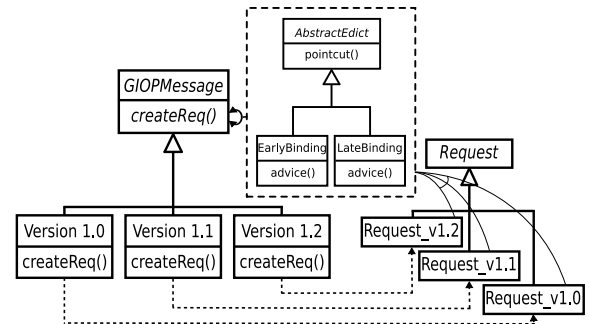 AbstractEdict
pointcut()
GIOPMessage
createReq()
EarlyBinding
advice()
LateBinding
advice()
Request
Version 1.0
createReq()
Version 1.1
createReq()
Version 1.2
createReq()
Request_v1.2
Request_v1.1
Request_v1.0